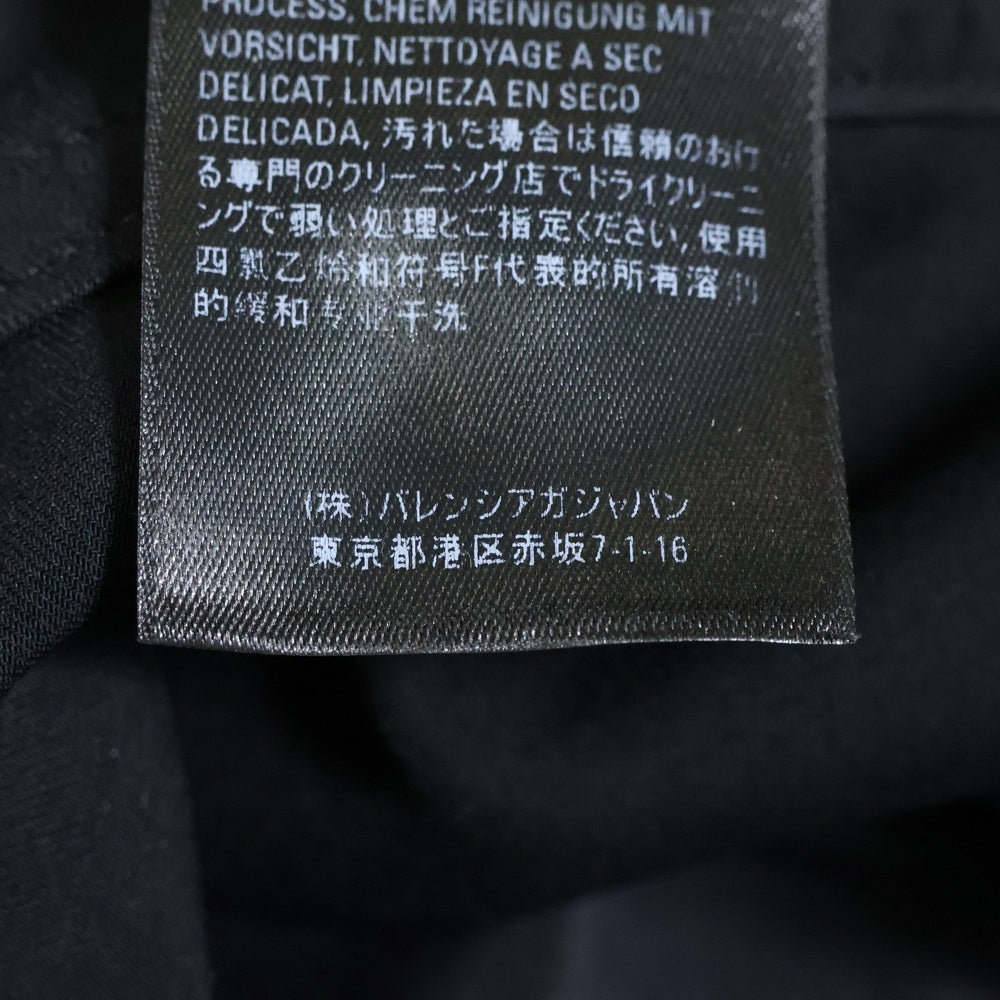 PROCESS, CHEM REINIGUNG MIT
VORSICHT, NETTOYAGE A SEC
DELICAT, LIMPIEZA EN SECO
DELICADA, 汚れた場合は信頼のおけ
る専門のクリーニング店でドライクリーニ
ングで弱い処理とご指定ください, 使用
四氯乙烯和符号F代表的所有溶剂
的缓和专业干洗
(株)バレンシアガジャパン
東京都港区赤坂7-1-16